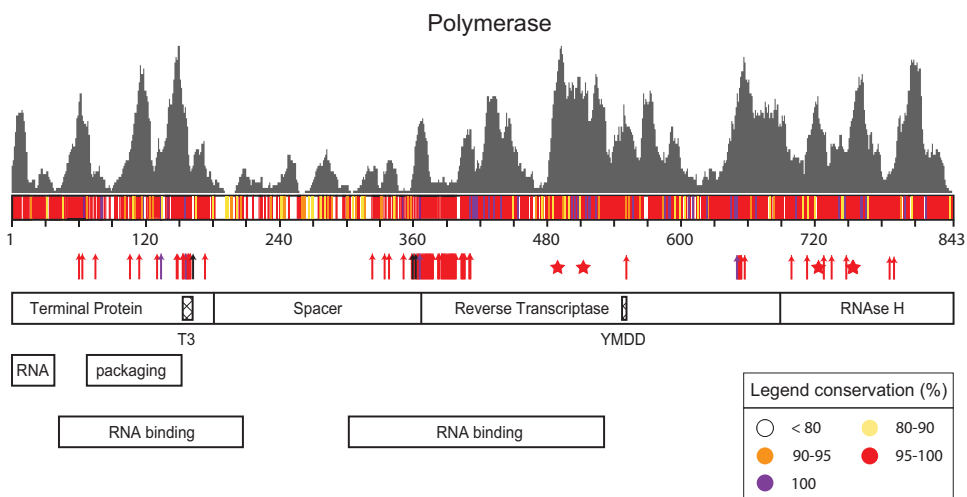 Polymerase
1 120 240 360 480 600 720 843
Terminal Protein Spacer Reverse Transcriptase RNAse H
T3 YMDD
RNA packaging
RNA binding RNA binding
Legend conservation (%)
< 80 80-90
90-95 95-100
100